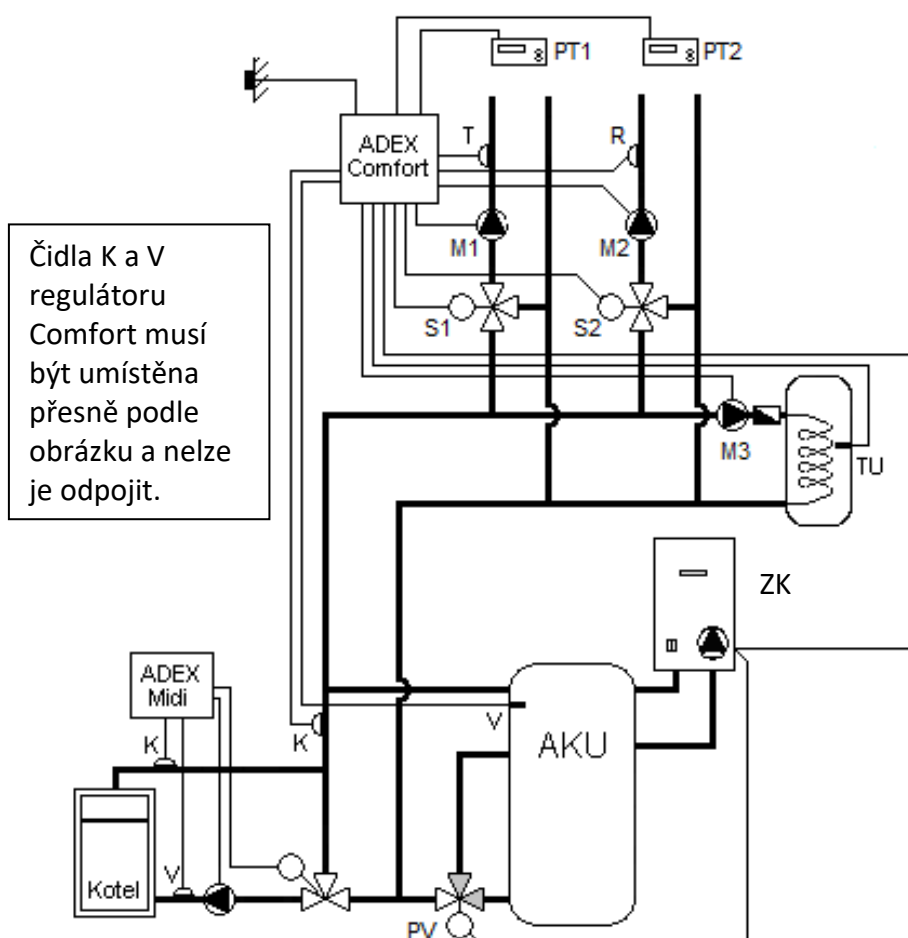 PT1
PT2
ADEX
Comfort
T
R
M1
M2
Čidla K a V
regulátoru
Comfort musí
být umístěna
přesně podle
obrázku a nelze
je odpojit.
S1
S2
M3
TU
ZK
ADEX
Midi
V
K
AKU
K
V
Kotel
PV